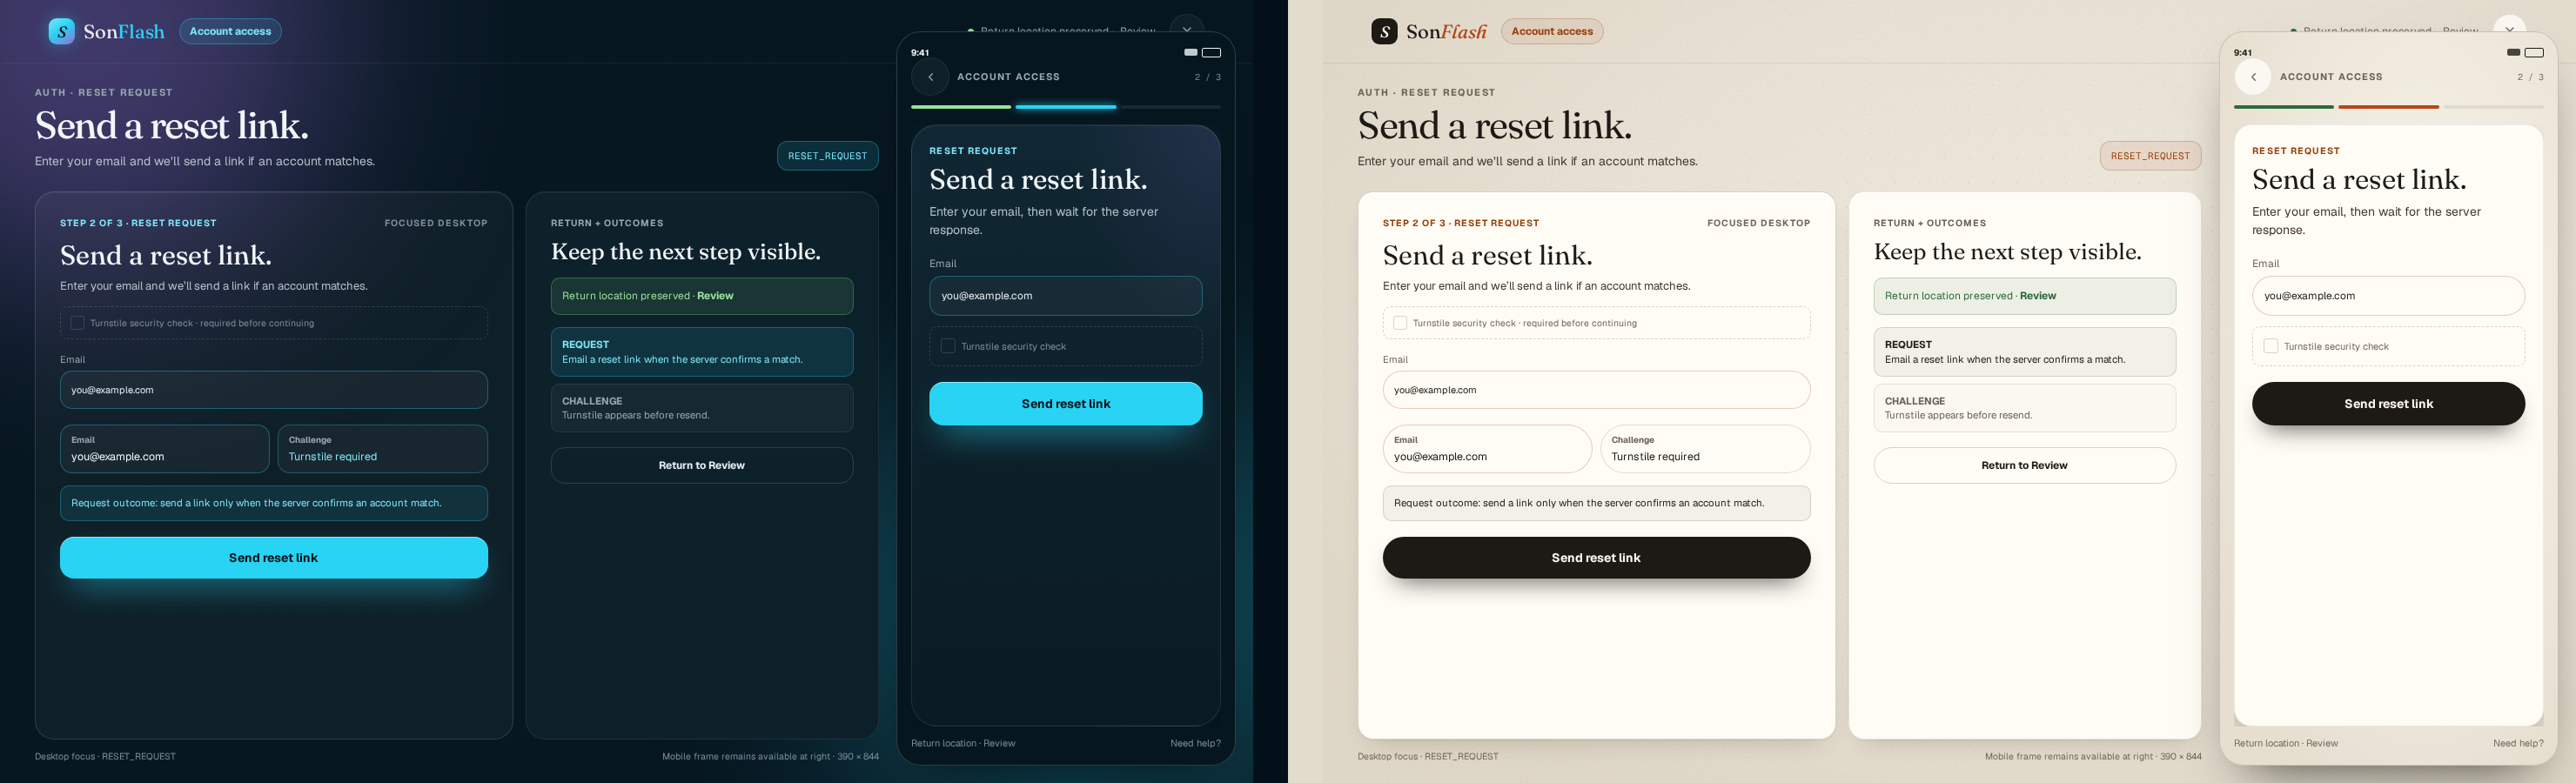 S SonFlash Account access
Return location preserved · Review
AUTH · RESET REQUEST
Send a reset link.
Enter your email and we'll send a link if an account matches.
RESET_REQUEST
STEP 2 OF 3 · RESET REQUEST FOCUSED DESKTOP
Send a reset link.
Enter your email and we'll send a link if an account matches.
Turnstile security check · required before continuing
Email
you@example.com
Email
you@example.com
Challenge
Turnstile required
Request outcome: send a link only when the server confirms an account match.
Send reset link
RETURN + OUTCOMES
Keep the next step visible.
Return location preserved · Review
REQUEST
Email a reset link when the server confirms a match.
CHALLENGE
Turnstile appears before resend.
Return to Review
Desktop focus · RESET_REQUEST
Mobile frame remains available at right · 390 × 844
9:41
ACCOUNT ACCESS 2 / 3
RESET REQUEST
Send a reset link.
Enter your email, then wait for the server
response.
Email
you@example.com
Turnstile security check
Send reset link
Return location · Review Need help?
S SonFlash Account access
Return location preserved · Review
AUTH · RESET REQUEST
Send a reset link.
Enter your email and we'll send a link if an account matches.
RESET_REQUEST
STEP 2 OF 3 · RESET REQUEST FOCUSED DESKTOP
Send a reset link.
Enter your email and we'll send a link if an account matches.
Turnstile security check · required before continuing
Email
you@example.com
Email
you@example.com
Challenge
Turnstile required
Request outcome: send a link only when the server confirms an account match.
Send reset link
RETURN + OUTCOMES
Keep the next step visible.
Return location preserved · Review
REQUEST
Email a reset link when the server confirms a match.
CHALLENGE
Turnstile appears before resend.
Return to Review
Desktop focus · RESET_REQUEST
Mobile frame remains available at right · 390 × 844
9:41
ACCOUNT ACCESS 2 / 3
RESET REQUEST
Send a reset link.
Enter your email, then wait for the server
response.
Email
you@example.com
Turnstile security check
Send reset link
Return location · Review Need help?